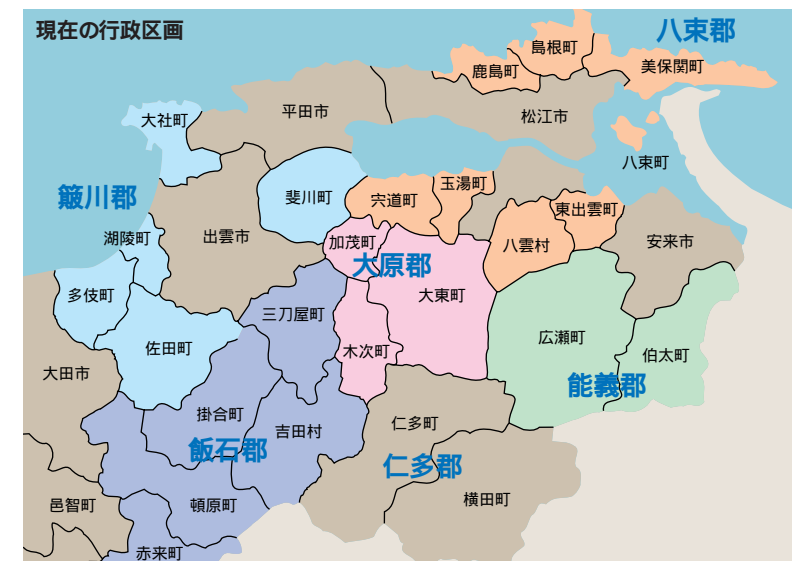 現在の行政区画
八束郡
島根町
鹿島町
美保関町
平田市
松江市
大社町
八束町
玉湯町
斐川町
宍道町
簸川郡
東出雲町
湖陵町
出雲市
加茂町
八雲村
安来市
大原郡
多伎町
大東町
三刀屋町
広瀬町
佐田町
木次町
伯太町
大田市
能義郡
掛合町
仁多町
吉田村
飯石郡
仁多郡
横田町
邑智町
頓原町
赤来町